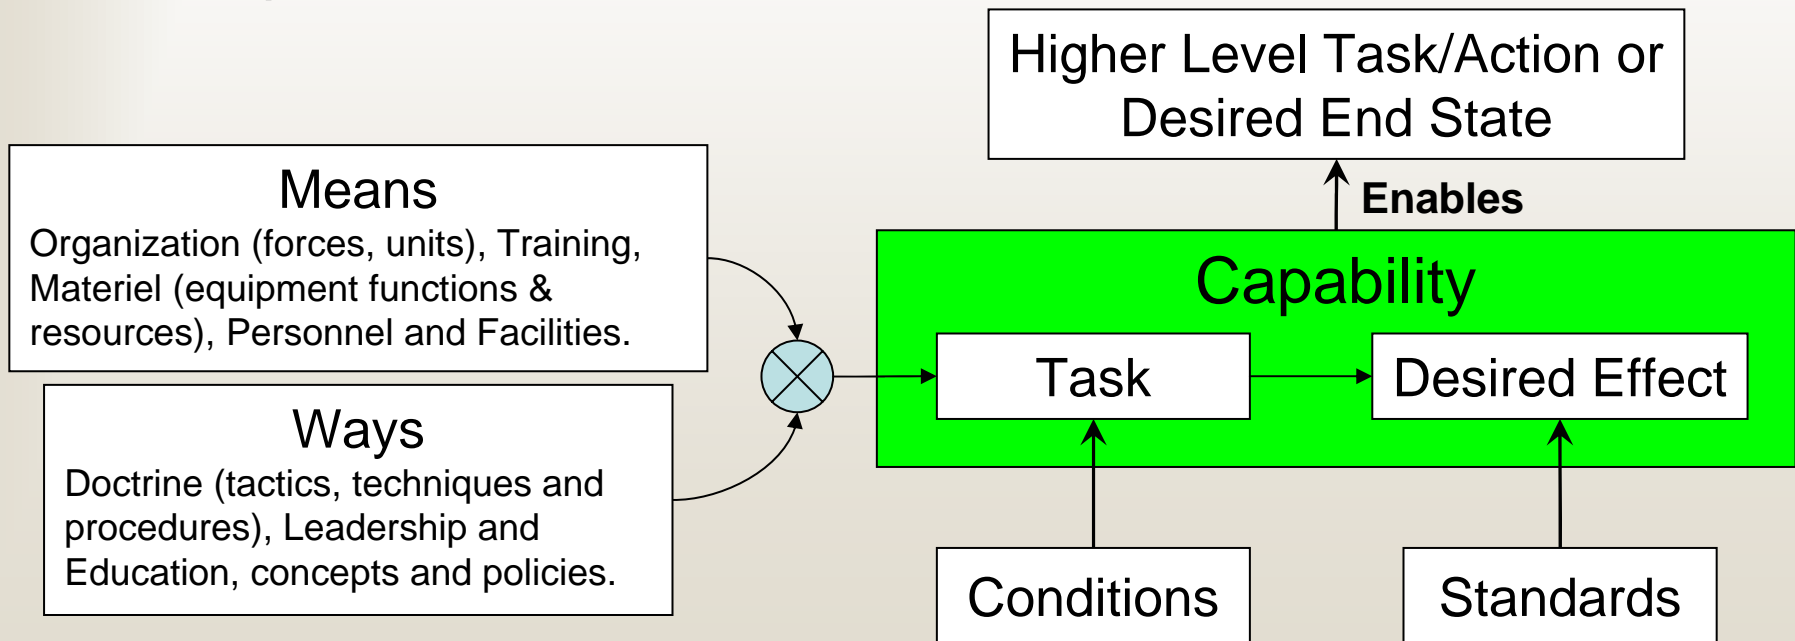 Higher Level Task/Action or
Desired End State
Means
Organization (forces, units), Training,
Materiel (equipment functions &
resources), Personnel and Facilities.
Enables
Capability
Task
Desired Effect
Ways
Doctrine (tactics, techniques and
procedures), Leadership and
Education, concepts and policies.
Conditions
Standards